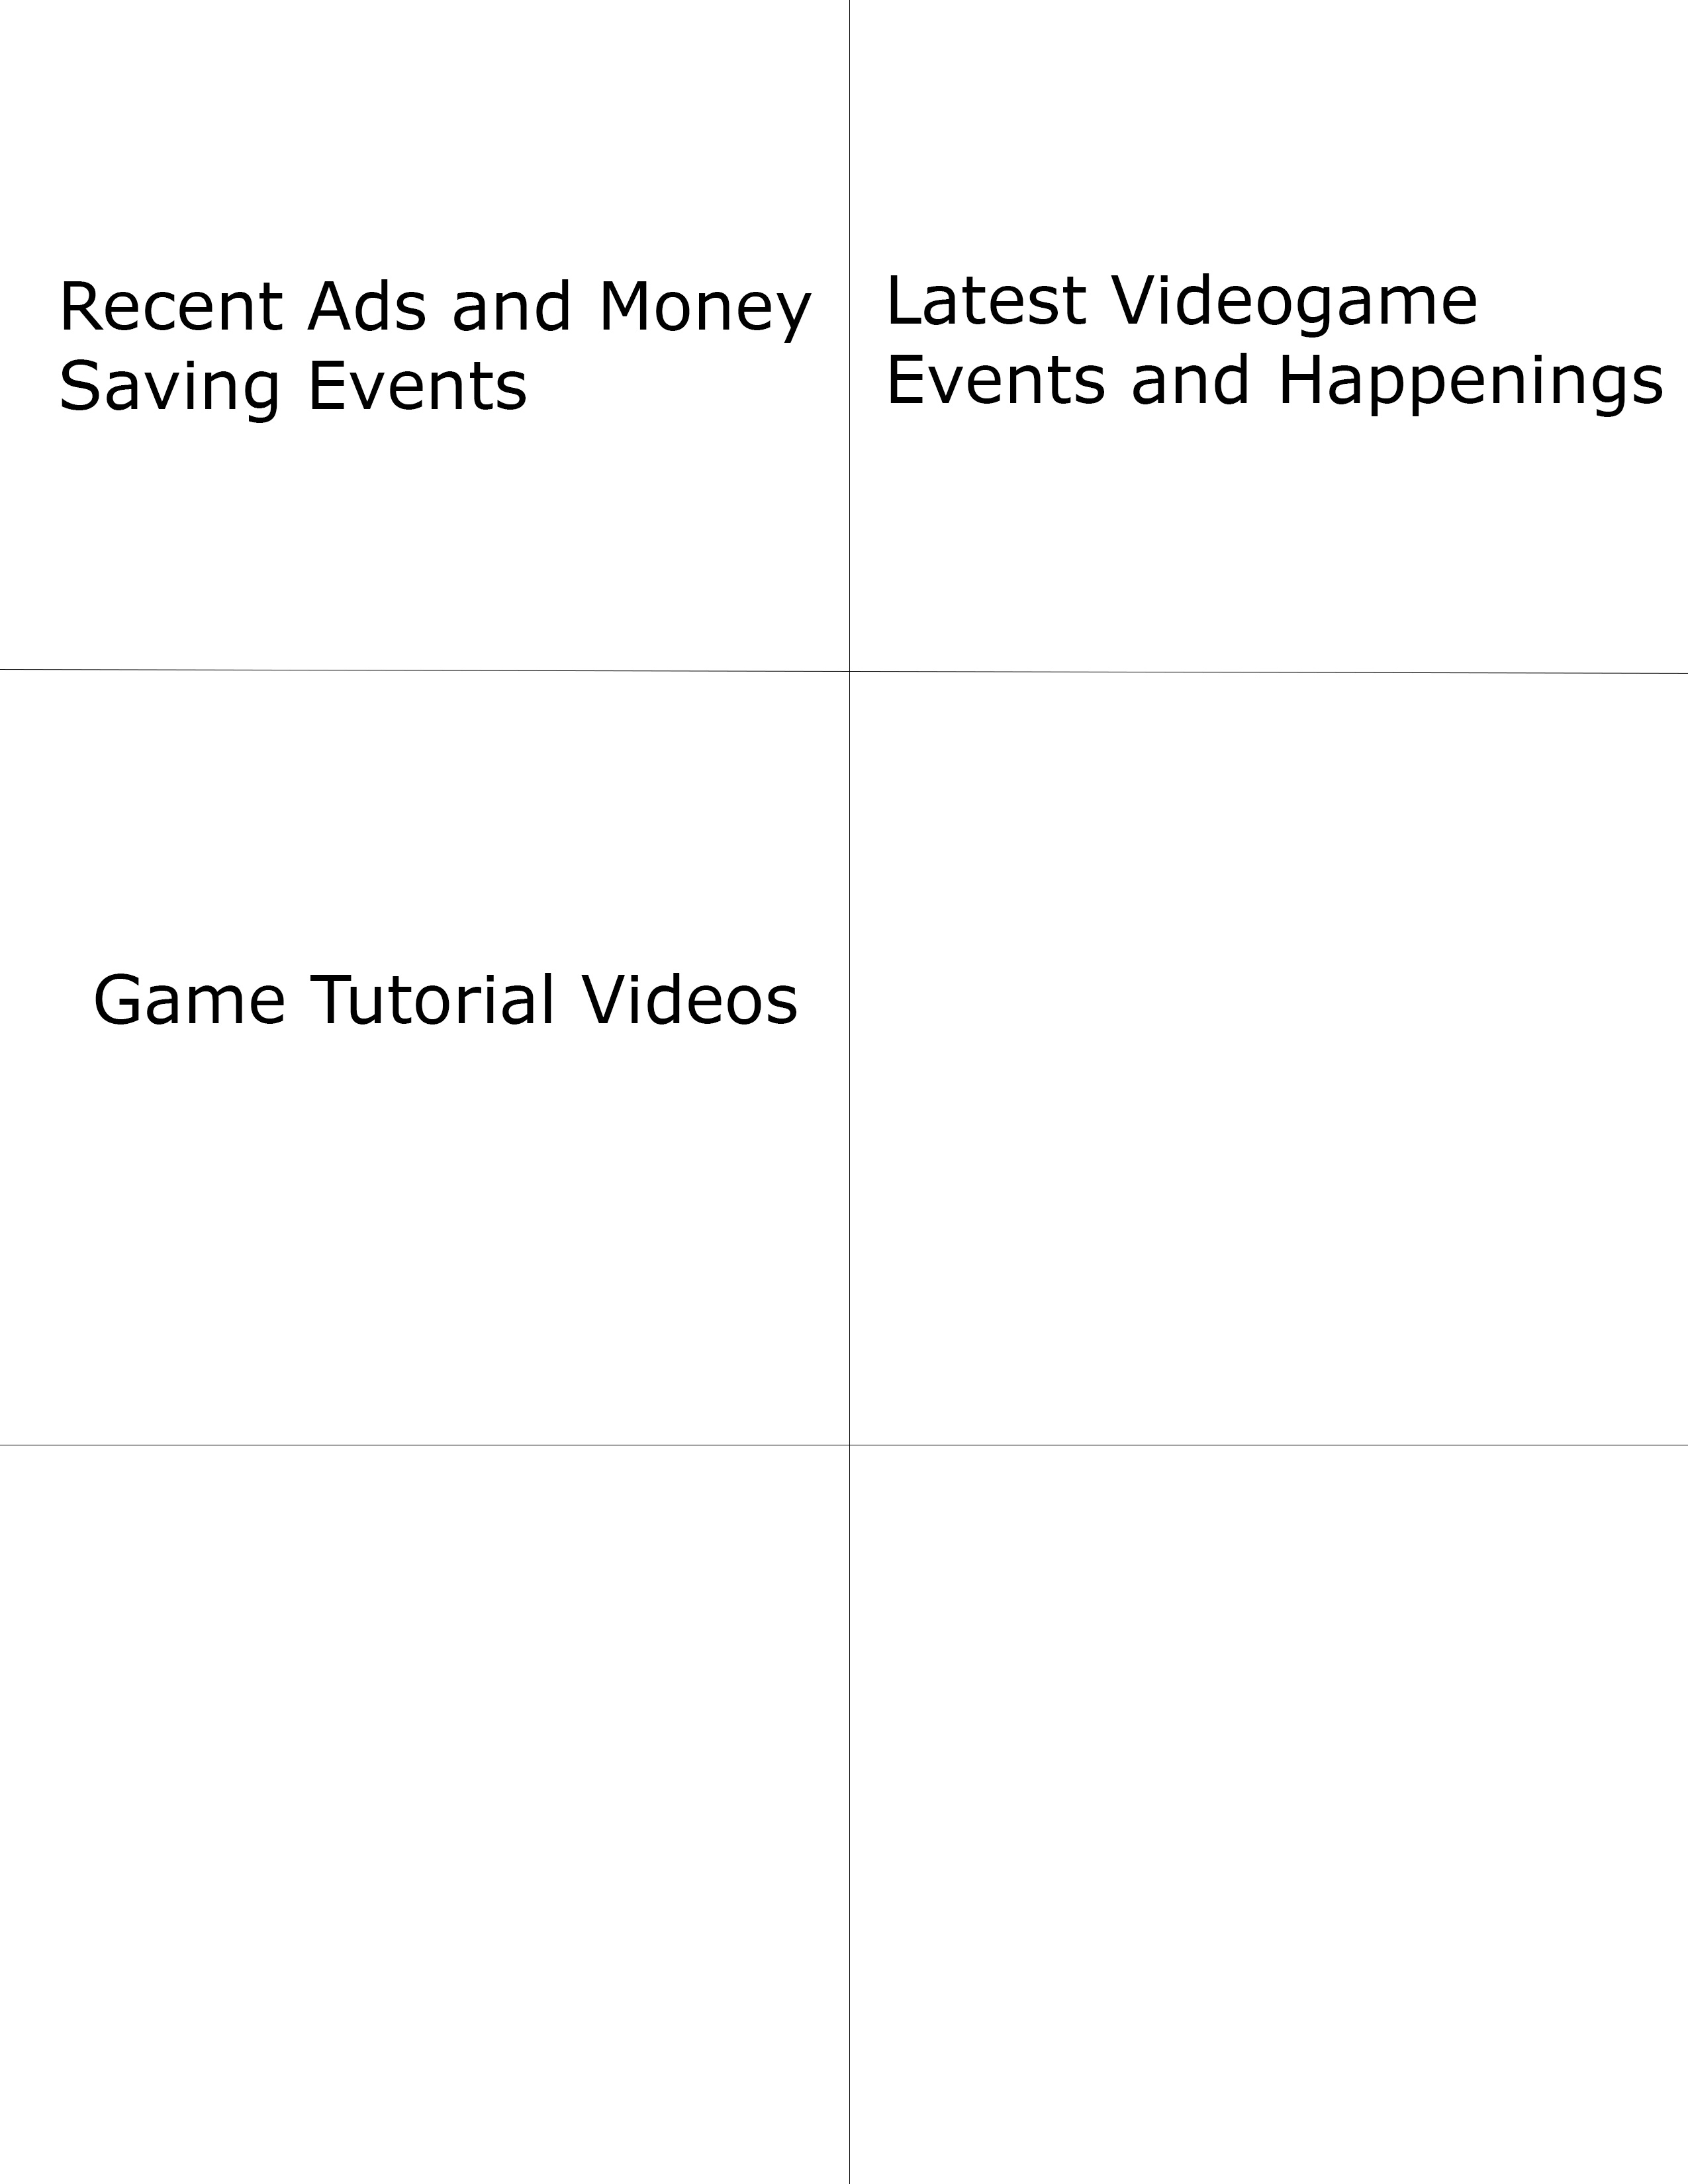 Recent Ads and Money
Saving Events
Latest Videogame
Events and Happenings
Game Tutorial Videos